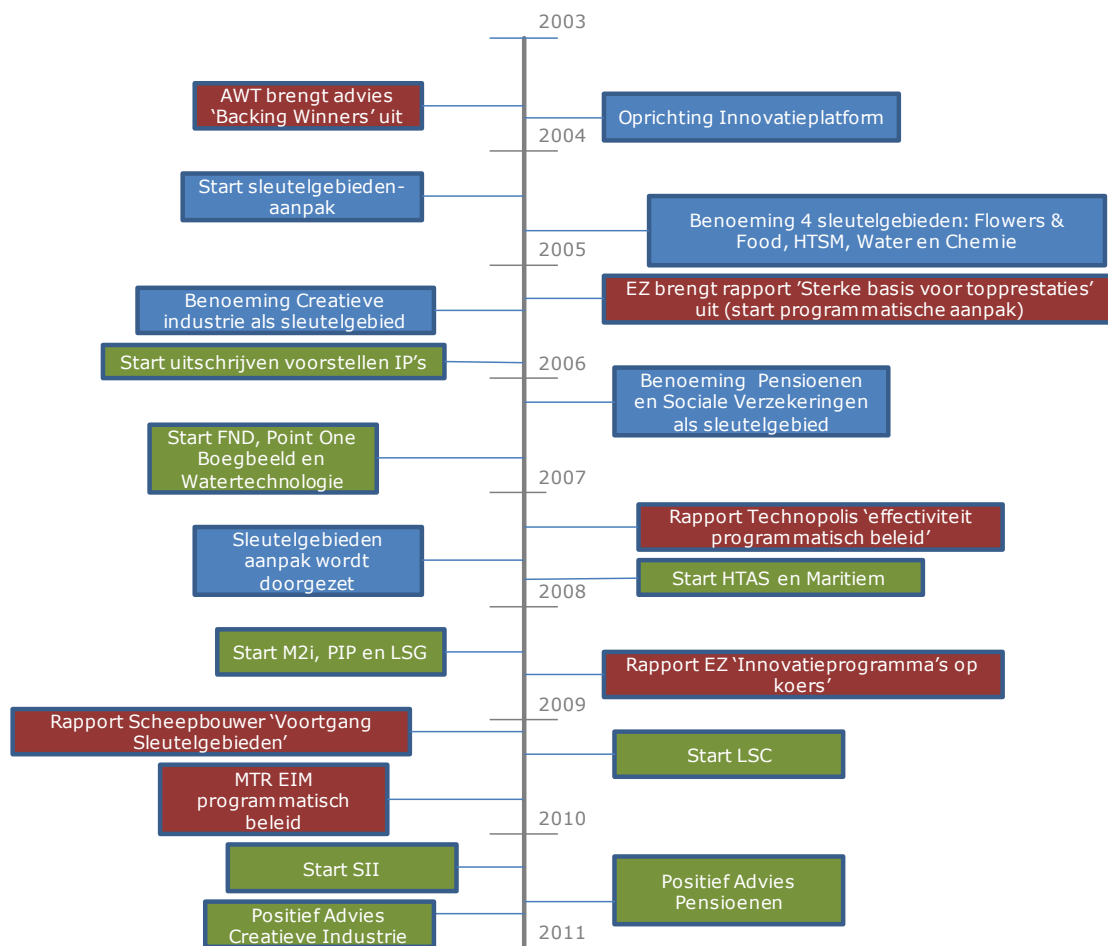 2003
AWT brengt advies
‘Backing Winners’ uit
Oprichting Innovatieplatform
2004
Start sleutelgebieden-
aanpak
Benoeming 4 sleutelgebieden: Flowers &
Food, HTSM, Water en Chemie
2005
EZ brengt rapport ‘Sterke basis voor topprestaties’
uit (start programmatische aanpak)
Benoeming Creatieve
industrie als sleutelgebied
Start uitschrijven voorstellen IP’s
2006
Benoeming Pensioenen
en Sociale Verzekeringen
als sleutelgebied
Start FND, Point One
Boegbeeld en
Watertechnologie
2007
Rapport Technopolis ‘effectiviteit
programmatisch beleid’
Sleutelgebieden
aanpak wordt
doorgezet
Start HTAS en Maritiem
2008
Start M2i, PIP en LSG
Rapport EZ ‘Innovatieprogramma’s op
koers’
2009
Rapport Scheepbouwer ‘Voortgang
Sleutelgebieden’
Start LSC
MTR EIM
programmatisch
beleid
2010
Start SII
Positief Advies
Pensioenen
Positief Advies
Creatieve Industrie
2011